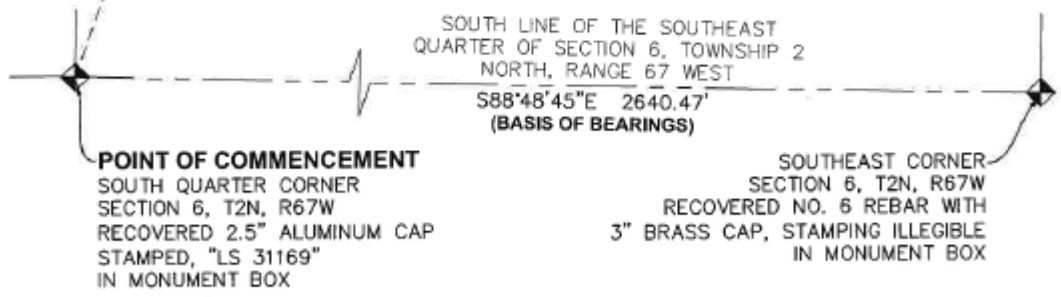 SOUTH LINE OF THE SOUTHEAST
QUARTER OF SECTION 6, TOWNSHIP 2
NORTH, RANGE 67 WEST
S88°48'45"E 2640.47'
(BASIS OF BEARINGS)
POINT OF COMMENCEMENT
SOUTH QUARTER CORNER
SECTION 6, T2N, R67W
RECOVERED 2.5" ALUMINUM CAP
STAMPED, "LS 31169"
IN MONUMENT BOX
SOUTHEAST CORNER
SECTION 6, T2N, R67W
RECOVERED NO. 6 REBAR WITH
3" BRASS CAP, STAMPING ILLEGIBLE
IN MONUMENT BOX